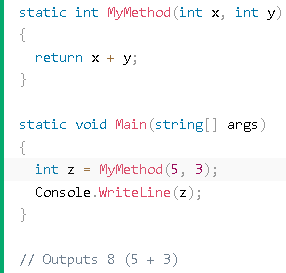 static int MyMethod(int x, int y)
{
  return x + y;
}

static void Main(string[] args)
{
  int z = MyMethod(5, 3);
  Console.WriteLine(z);
}

// Outputs 8 (5 + 3)